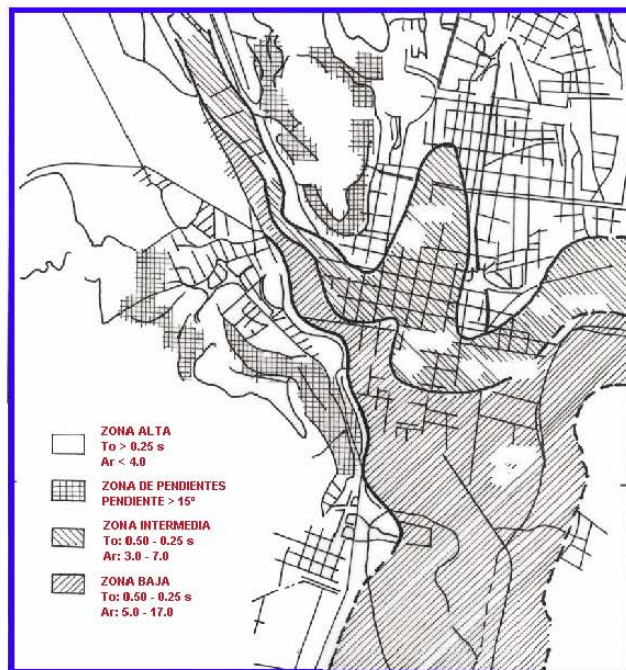 ZONA ALTA
To > 0.25 s
Ar < 4.0
ZONA DE PENDIENTES
PENDIENTE > 15º
ZONA INTERMEDIA
To: 0.50 - 0.25 s
Ar: 3.0 - 7.0
ZONA BAJA
To: 0.50 - 0.25 s
Ar: 5.0 - 17.0